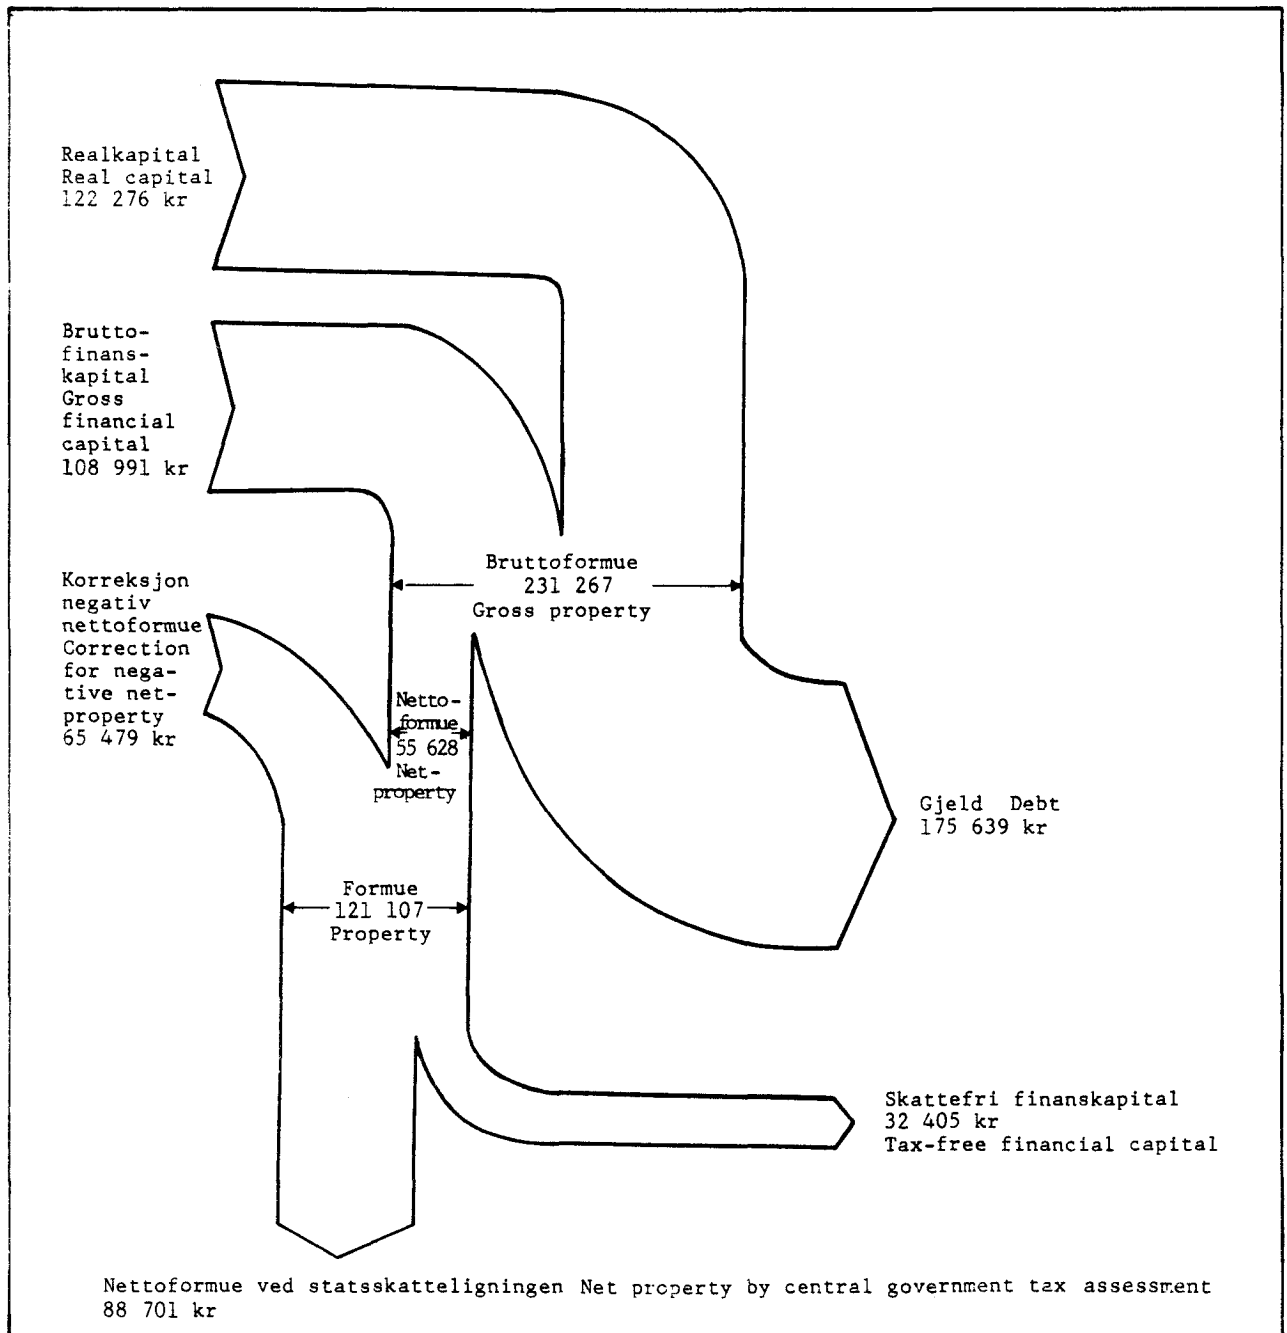 Realkapital
Real capital
122 276 kr
Brutto-
finans-
kapital
Gross
financial
capital
108 991 kr
Bruttoformue
231 267
Gross property
Korreksjon
negativ
nettoformue
Correction
for nega-
tive net-
property
65 479 kr
Netto-
formue
55 628
Net-
property
Gjeld Debt
175 639 kr
Formue
121 107
Property
Skattefri finanskapital
32 405 kr
Tax-free financial capital
Nettoformue ved statsskatteligningen Net property by central government tax assessment
88 701 kr